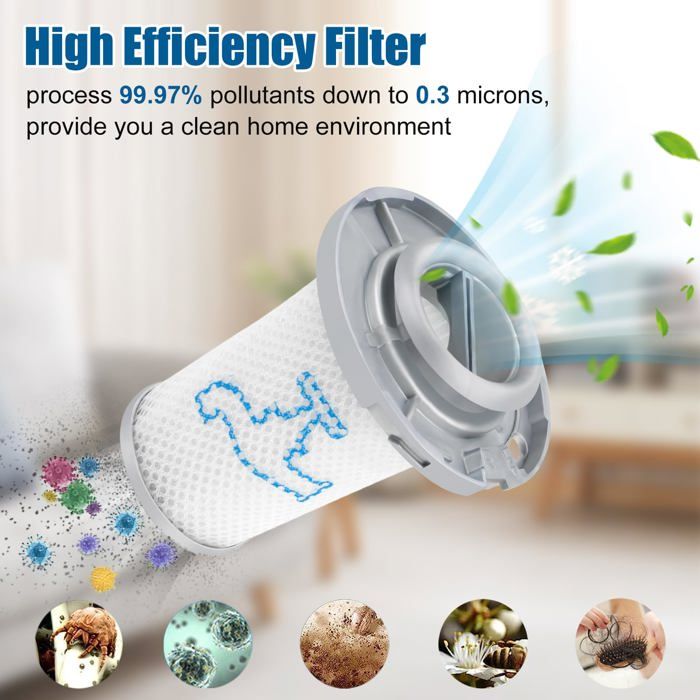 High Efficiency Filter
process 99.97% pollutants down to 0.3 microns,
provide you a clean home environment